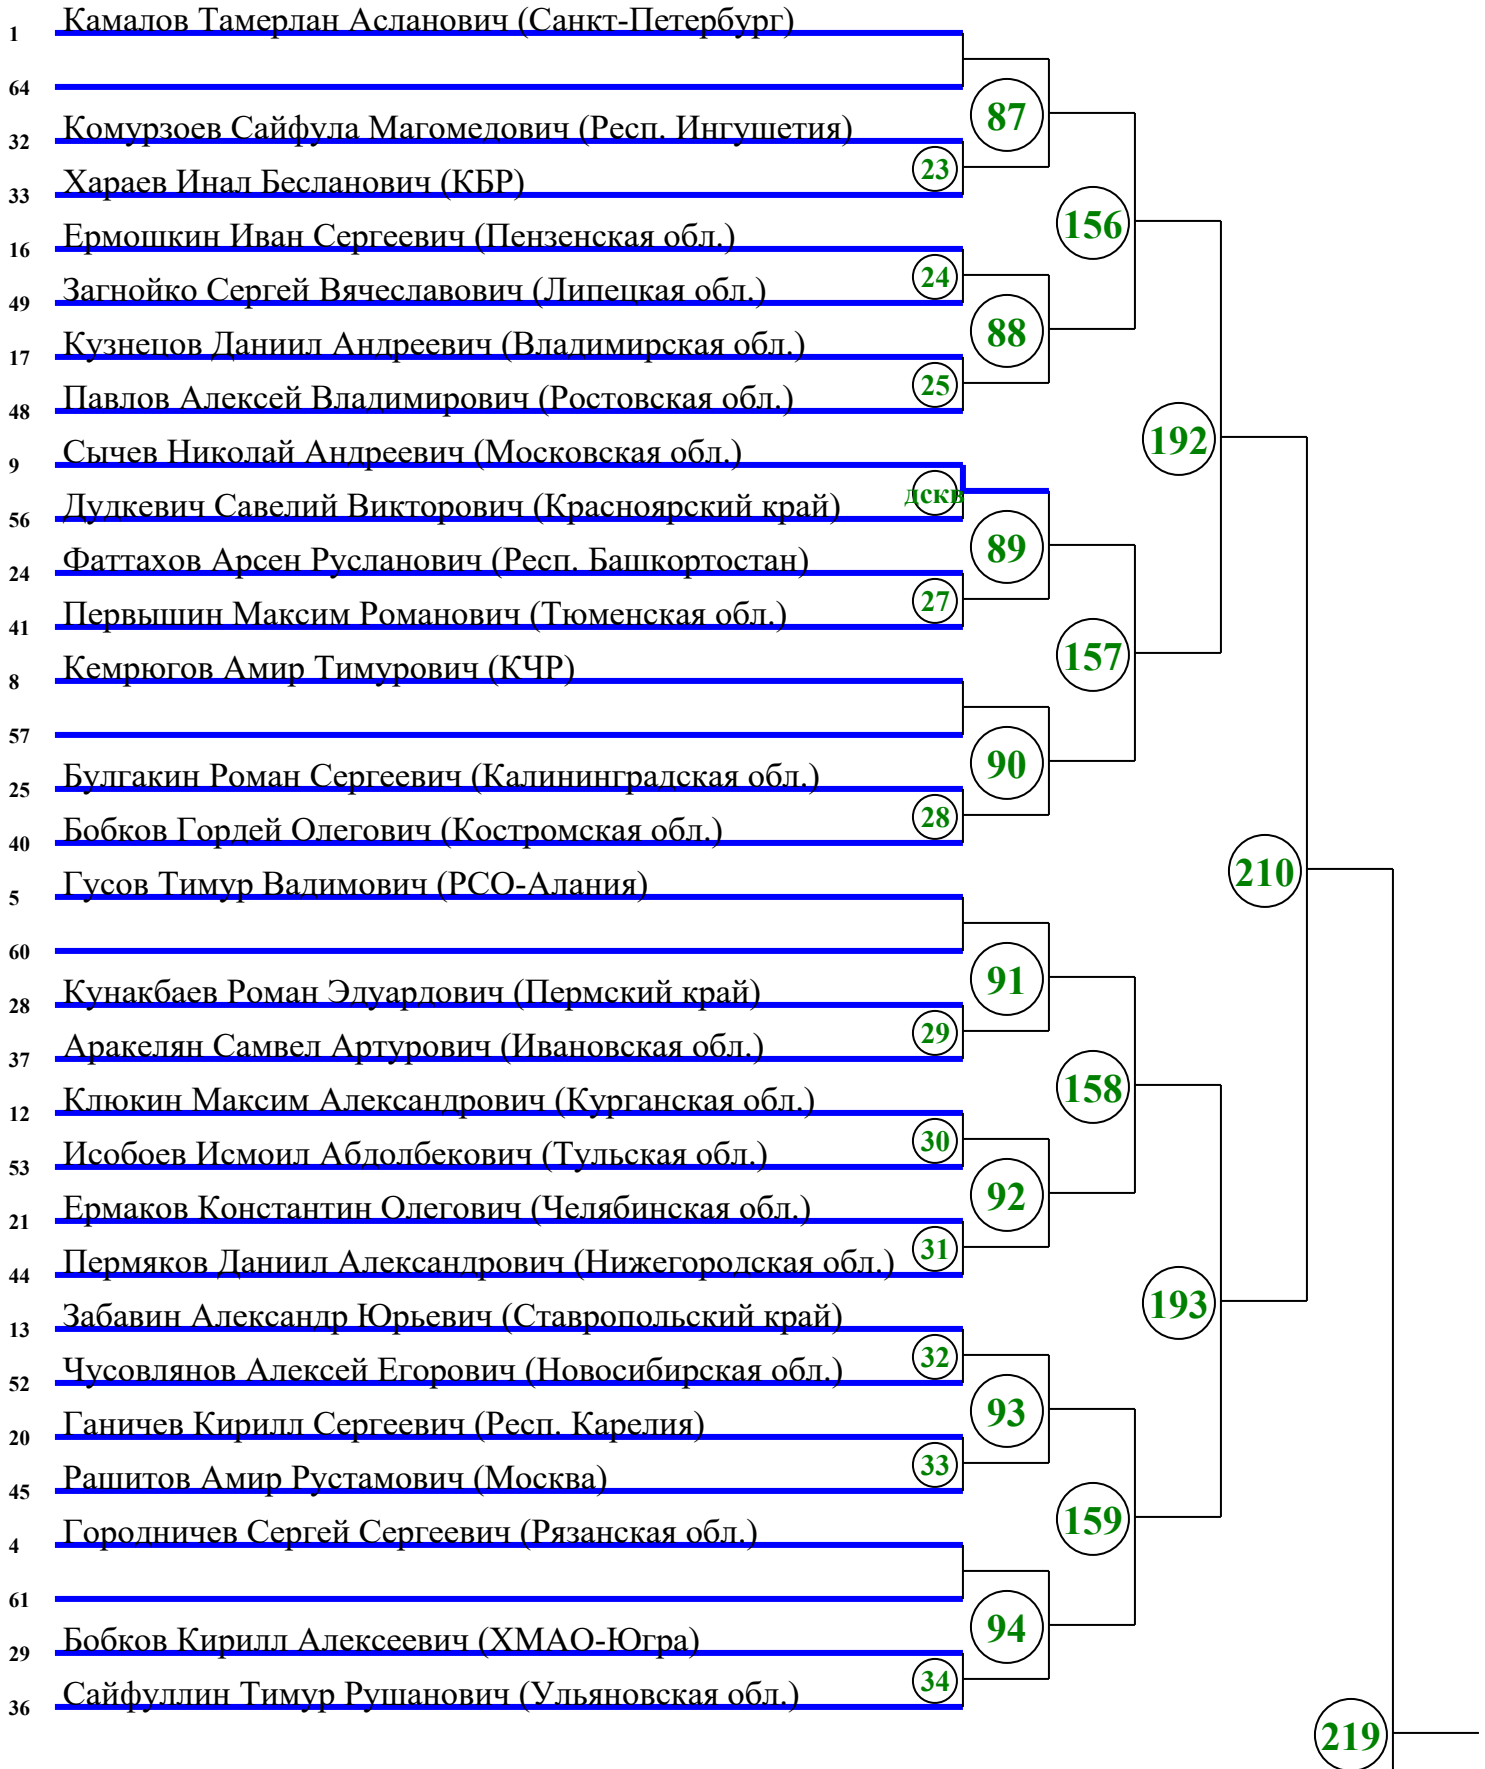 1 Камалов Тамерлан Асланович (Санкт-Петербург)
64
87
32 Комурзоев Сайфула Магомедович (Респ. Ингушетия)
23
33 Хараев Инал Бесланович (КБР)
156
16 Ермошкин Иван Сергеевич (Пензенская обл.)
24
49 Загнойко Сергей Вячеславович (Липецкая обл.)
88
17 Кузнецов Даниил Андреевич (Владимирская обл.)
25
48 Павлов Алексей Владимирович (Ростовская обл.)
192
9 Сычев Николай Андреевич (Московская обл.)
дскв
56 Дудкевич Савелий Викторович (Красноярский край)
89
24 Фаттахов Арсен Русланович (Респ. Башкортостан)
27
41 Первышин Максим Романович (Тюменская обл.)
157
8 Кемрюгов Амир Тимурович (КЧР)
57
90
25 Булгакин Роман Сергеевич (Калининградская обл.)
28
40 Бобков Гордей Олегович (Костромская обл.)
210
5 Гусов Тимур Вадимович (РСО-Алания)
60
91
28 Кунакбаев Роман Эдуардович (Пермский край)
29
37 Аракелян Самвел Артурович (Ивановская обл.)
158
12 Клюкин Максим Александрович (Курганская обл.)
30
53 Исобоев Исмоил Абдолбекович (Тульская обл.)
92
21 Ермаков Константин Олегович (Челябинская обл.)
31
44 Пермяков Даниил Александрович (Нижегородская обл.)
193
13 Забавин Александр Юрьевич (Ставропольский край)
32
52 Чусовлянов Алексей Егорович (Новосибирская обл.)
93
20 Ганичев Кирилл Сергеевич (Респ. Карелия)
33
45 Рашитов Амир Рустамович (Москва)
159
4 Городничев Сергей Сергеевич (Рязанская обл.)
61
94
29 Бобков Кирилл Алексеевич (ХМАО-Югра)
34
36 Сайфуллин Тимур Рушанович (Ульяновская обл.)
219